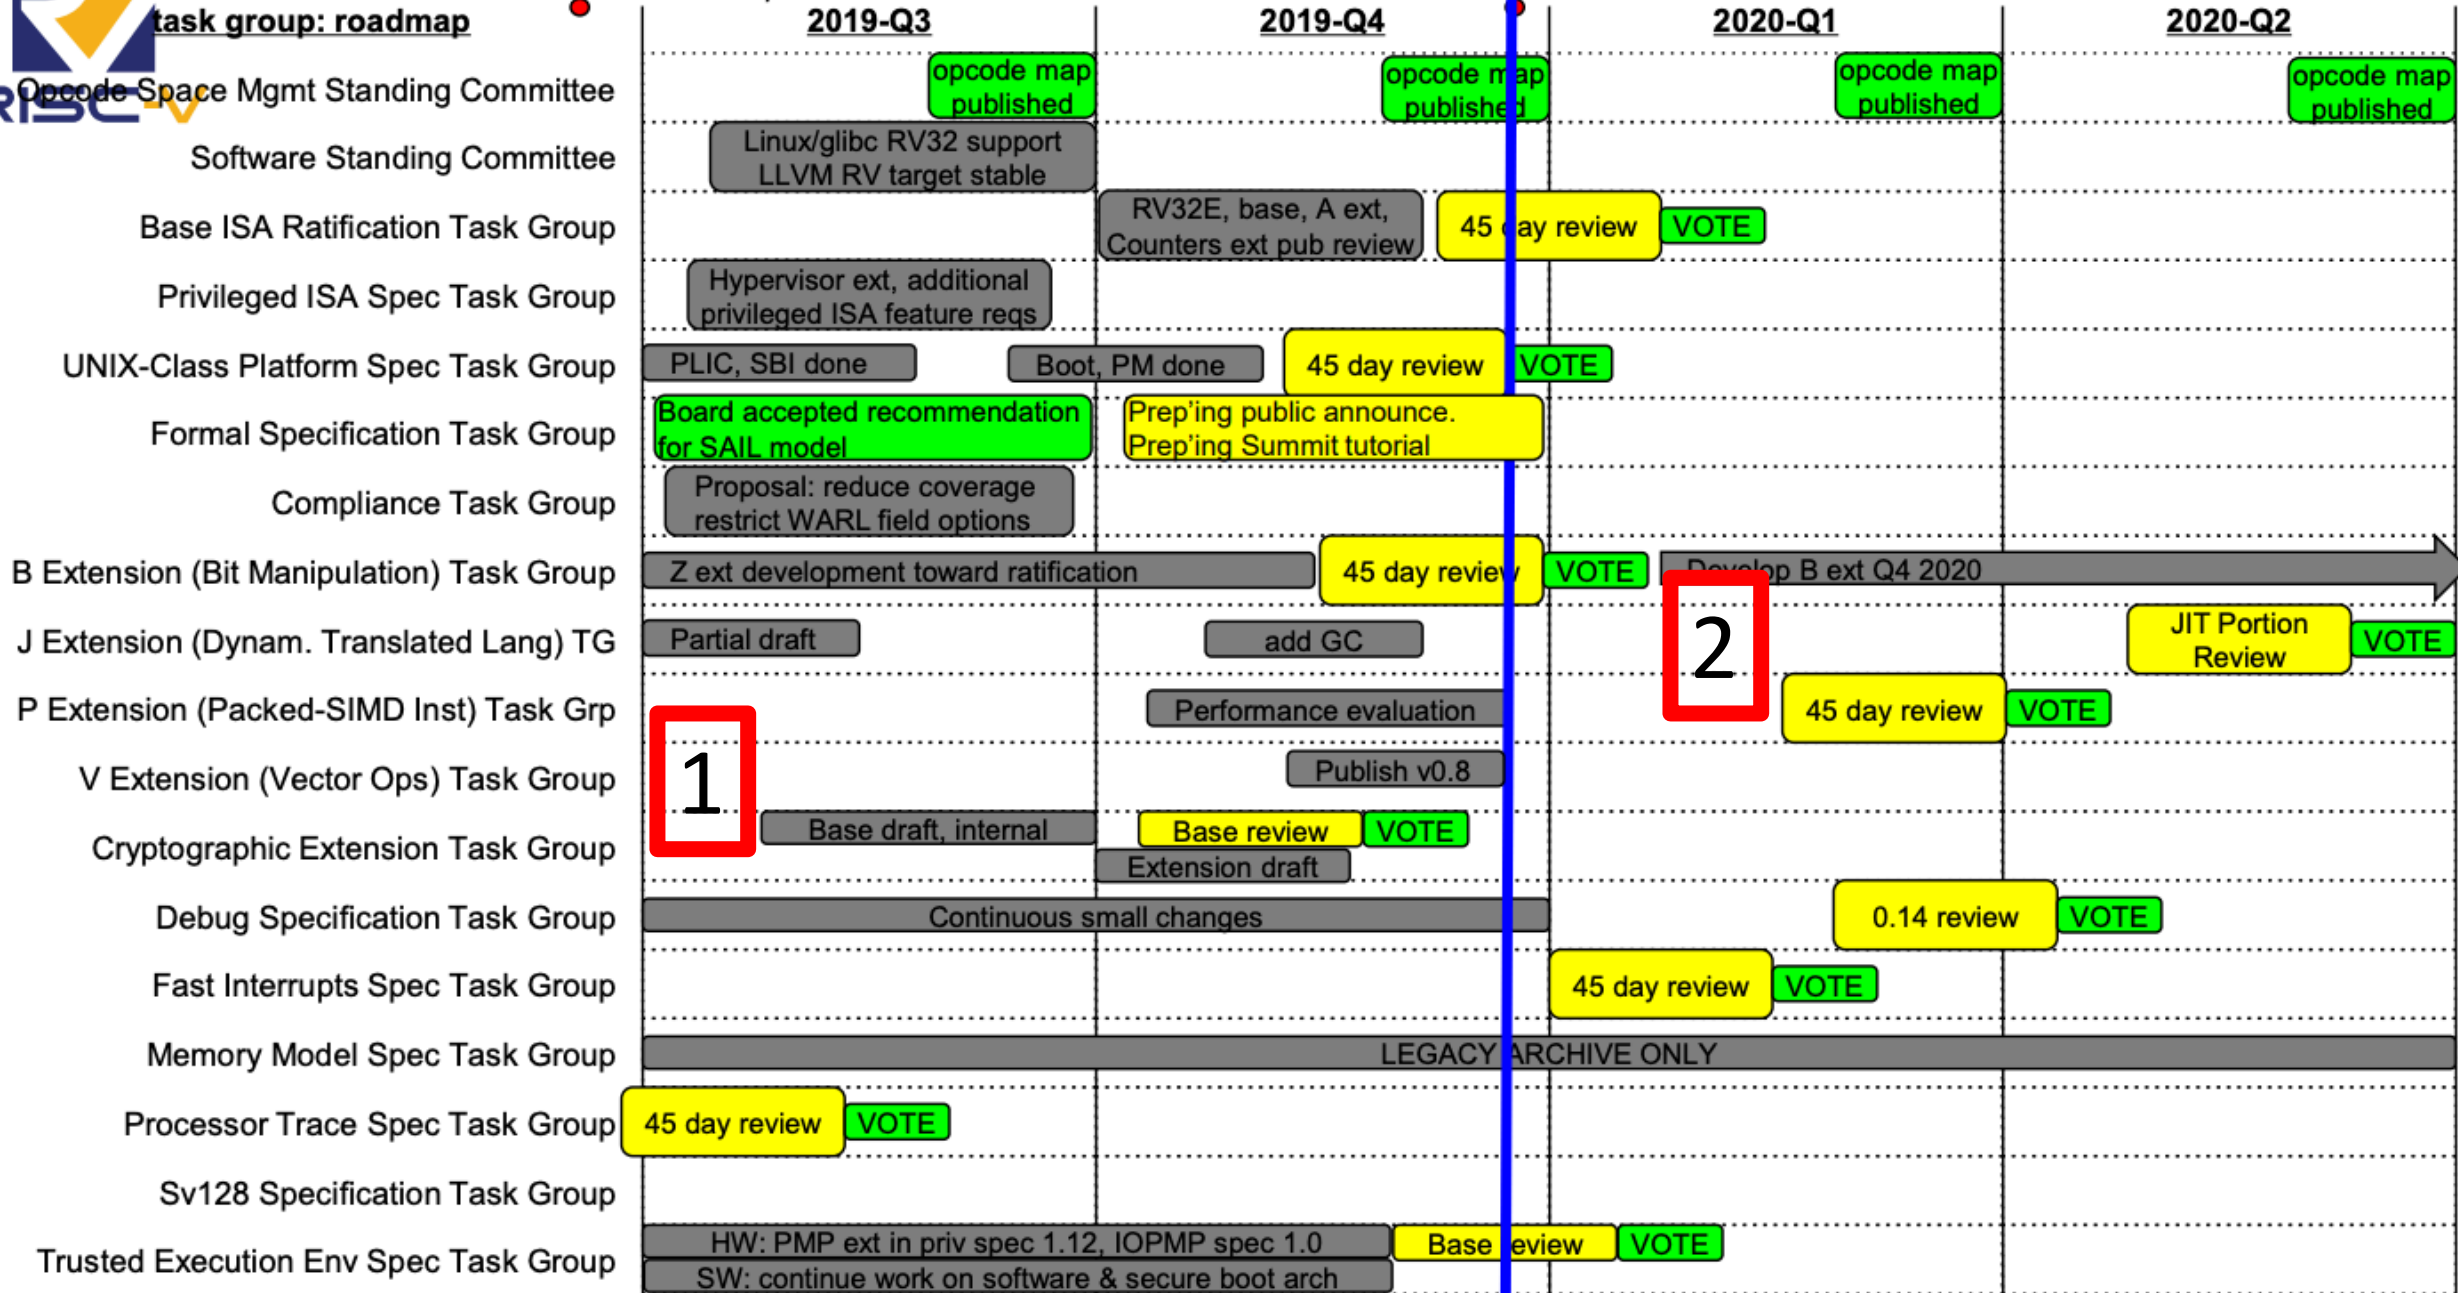 task group: roadmap
2019-Q3
2019-Q4
2020-Q1
2020-Q2
RISC-V
Opcode Space Mgmt Standing Committee
opcode map
published
opcode map
published
opcode map
published
opcode map
published
Software Standing Committee
Linux/glibc RV32 support
LLVM RV target stable
Base ISA Ratification Task Group
RV32E, base, A ext,
Counters ext pub review
45 day review
VOTE
Privileged ISA Spec Task Group
Hypervisor ext, additional
privileged ISA feature reqs
UNIX-Class Platform Spec Task Group
PLIC, SBI done
Boot, PM done
45 day review
VOTE
Formal Specification Task Group
Board accepted recommendation
for SAIL model
Prep’ing public announce.
Prep’ing Summit tutorial
Compliance Task Group
Proposal: reduce coverage
restrict WARL field options
B Extension (Bit Manipulation) Task Group
Z ext development toward ratification
45 day review
VOTE
Develop B ext Q4 2020
J Extension (Dynam. Translated Lang) TG
Partial draft
add GC
2
JIT Portion
Review
VOTE
P Extension (Packed-SIMD Inst) Task Grp
Performance evaluation
45 day review
VOTE
V Extension (Vector Ops) Task Group
1
Publish v0.8
Cryptographic Extension Task Group
Base draft, internal
Base review
VOTE
Extension draft
Debug Specification Task Group
Continuous small changes
0.14 review
VOTE
Fast Interrupts Spec Task Group
45 day review
VOTE
Memory Model Spec Task Group
LEGACY ARCHIVE ONLY
Processor Trace Spec Task Group
45 day review
VOTE
Sv128 Specification Task Group
Trusted Execution Env Spec Task Group
HW: PMP ext in priv spec 1.12, IOPMP spec 1.0
Base review
VOTE
SW: continue work on software & secure boot arch